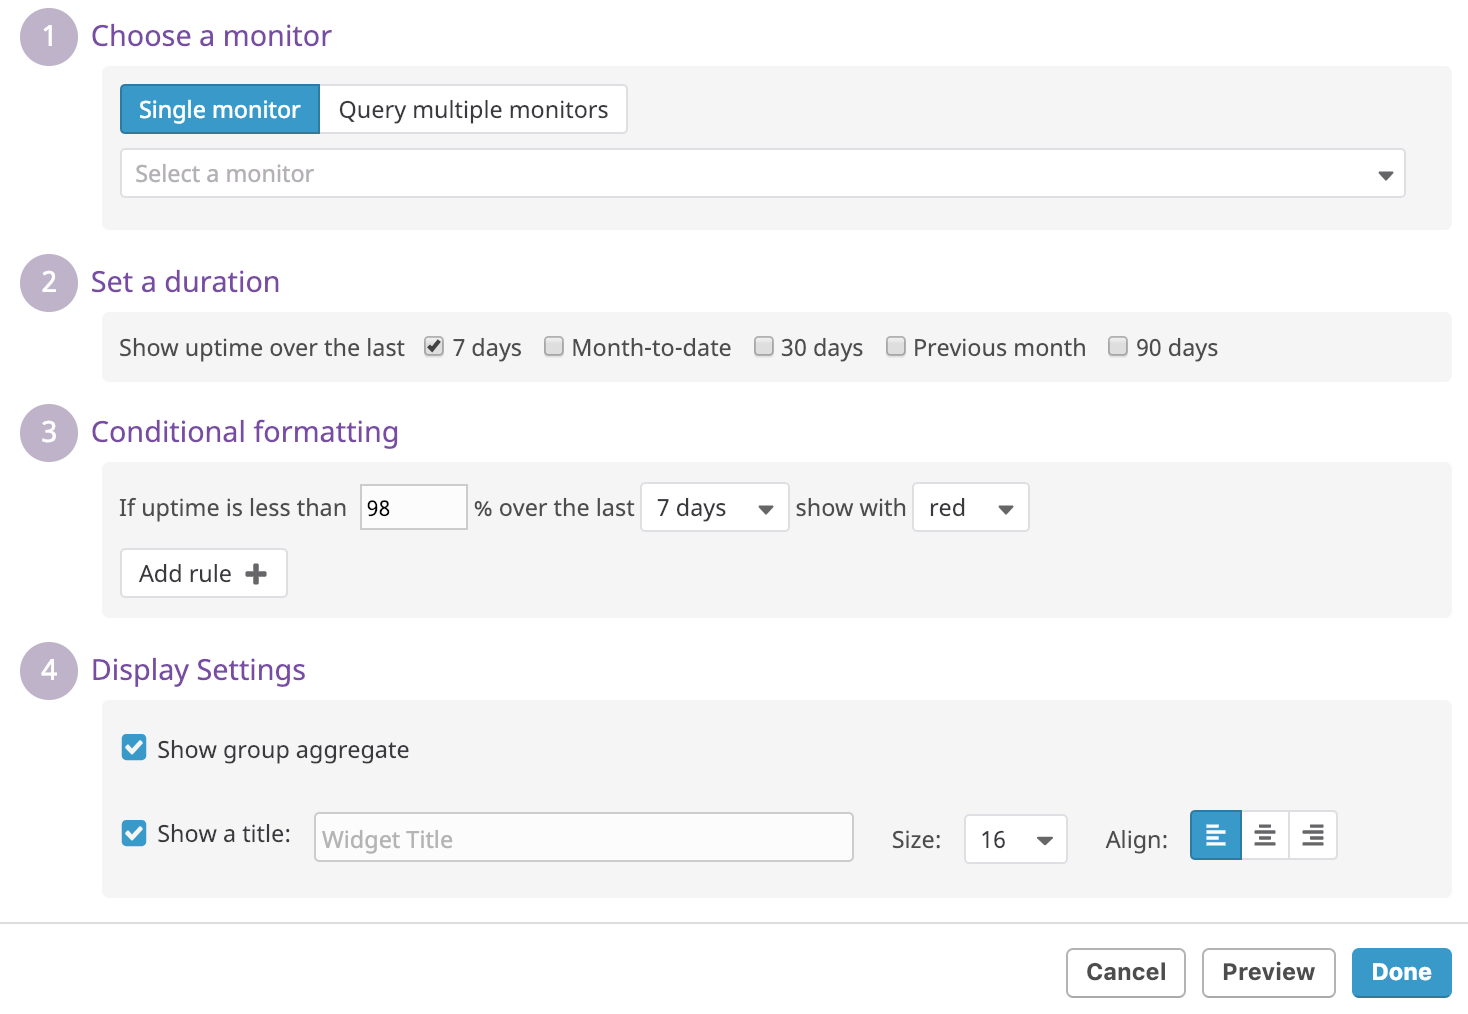 1 Choose a monitor
Single monitor Query multiple monitors
Select a monitor
2 Set a duration
Show uptime over the last 7 days Month-to-date 30 days Previous month 90 days
3 Conditional formatting
If uptime is less than 98 % over the last 7 days show with red
Add rule
4 Display Settings
Show group aggregate
Show a title: Widget Title Size: 16 Align:
Cancel Preview Done